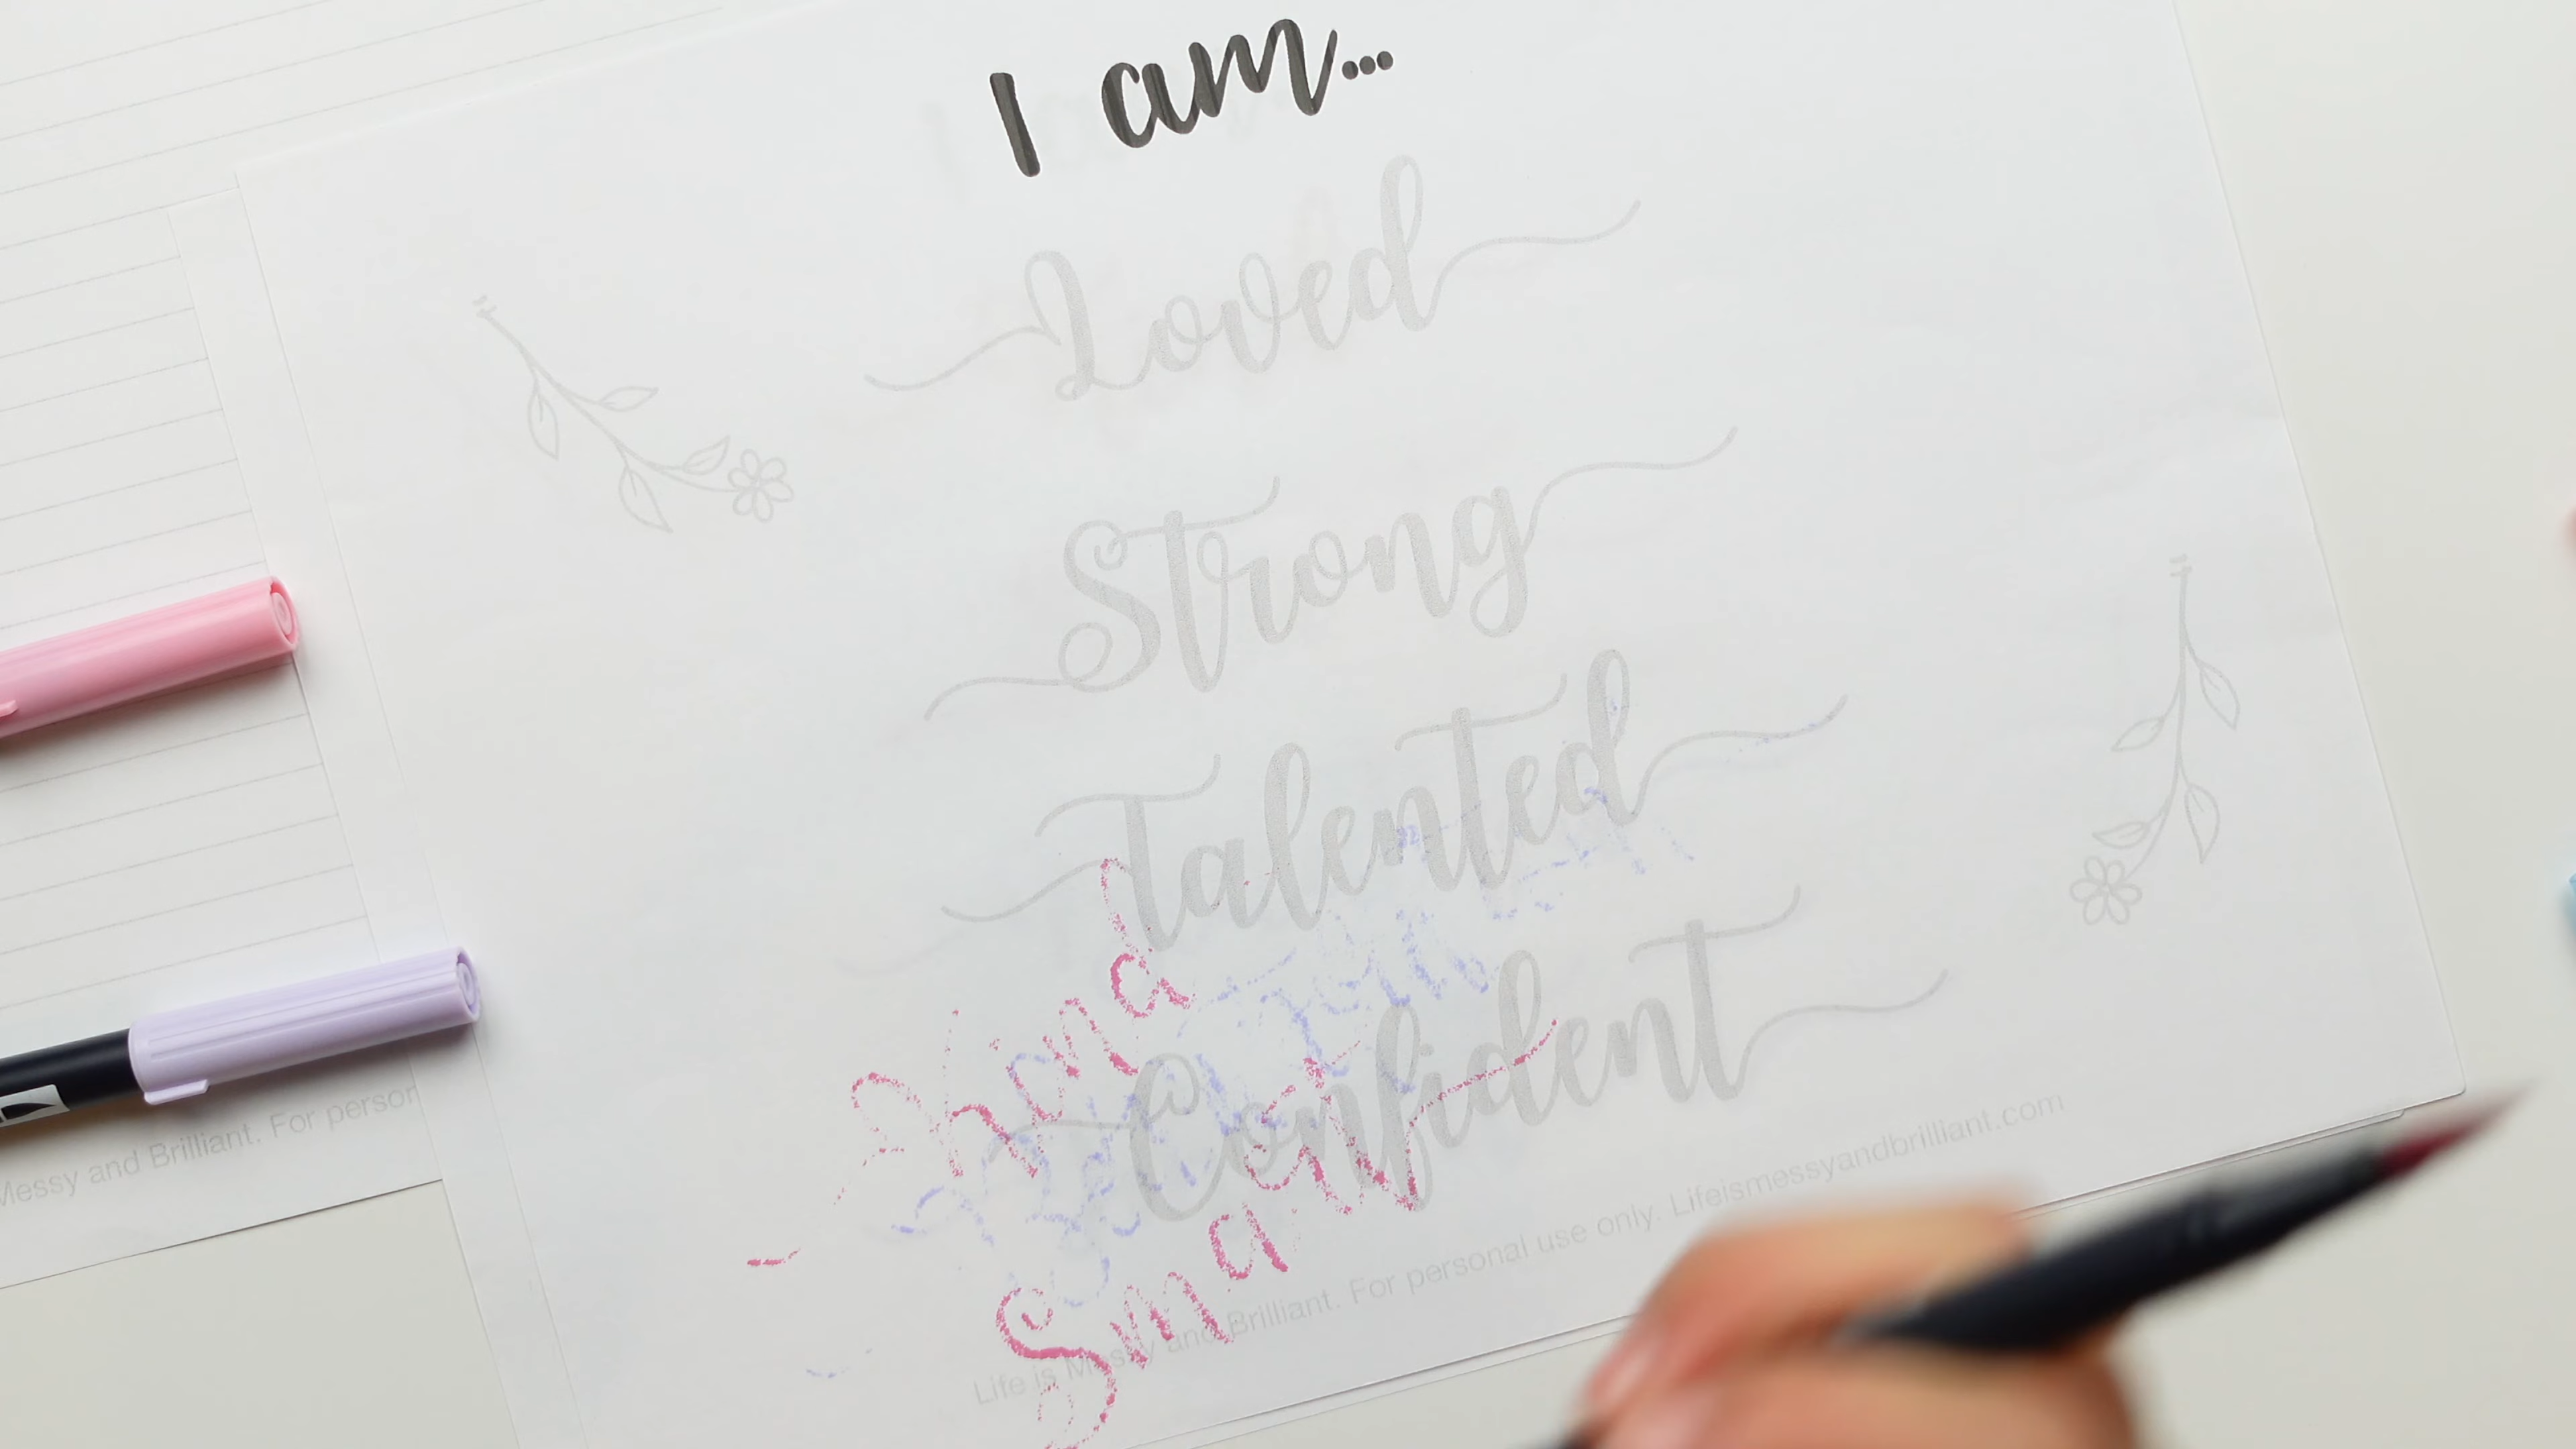 I am...
Loved
Strong
Talented
Confident
Kind
Smart
Life is Messy and Brilliant. For personal use only. Lifeismessyandbrilliant.com
Messy and Brilliant. For person